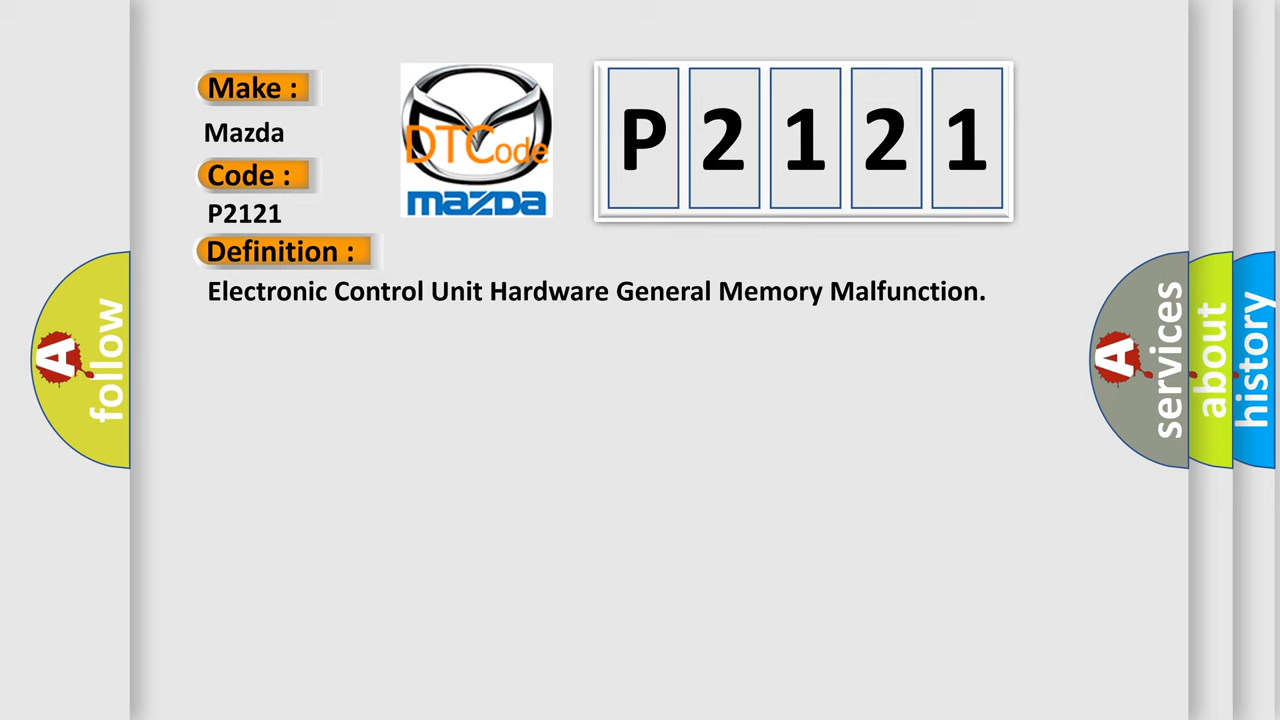 Make :
Mazda
Code :
P2121
Definition :
Electronic Control Unit Hardware General Memory Malfunction.
DTCode
mazda
P 2 1 2 1
A follow
A services
about
history